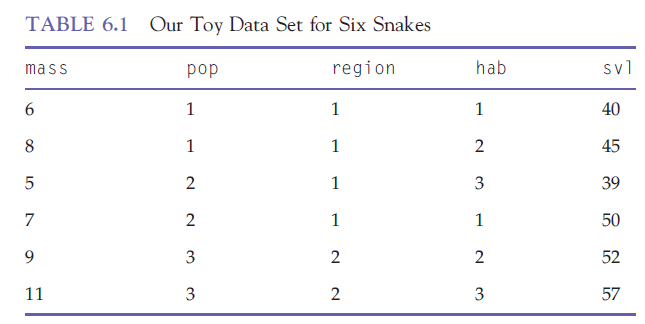 TABLE 6.1 Our Toy Data Set for Six Snakes
mass pop region hab svl
6 1 1 1 40
8 1 1 2 45
5 2 1 3 39
7 2 1 1 50
9 3 2 2 52
11 3 2 3 57